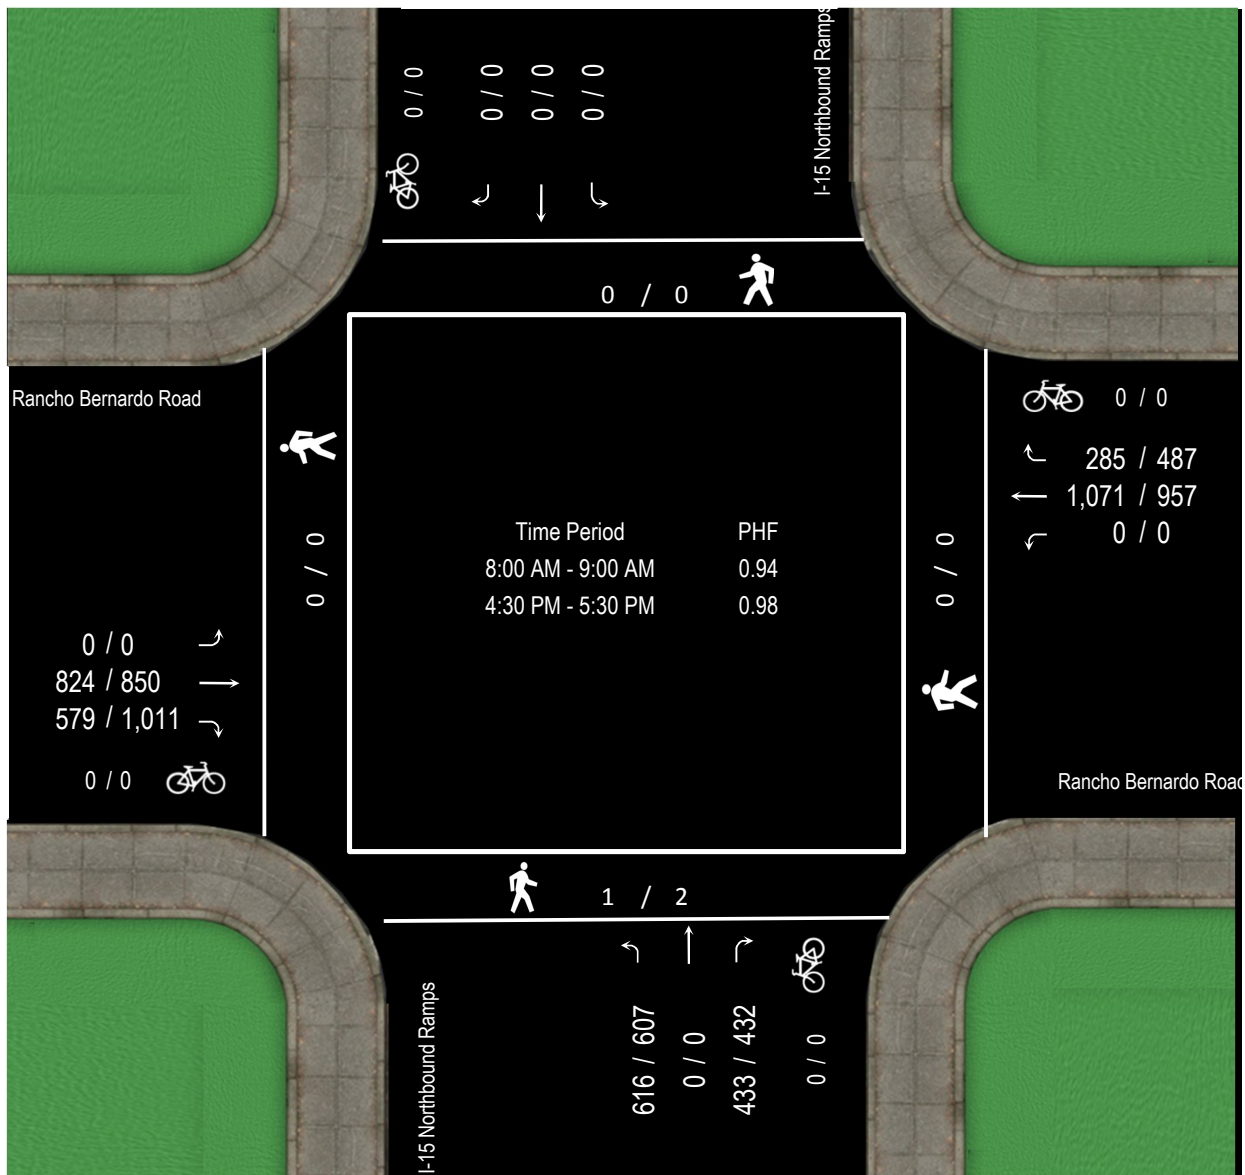 I-15 Northbound Ramps
0 / 0
0 / 0
0 / 0
0 / 0
0 / 0
Rancho Bernardo Road
0 / 0
285 / 487
1,071 / 957
0 / 0
Time Period PHF
8:00 AM - 9:00 AM 0.94
4:30 PM - 5:30 PM 0.98
0 / 0
0 / 0
0 / 0
824 / 850
579 / 1,011
0 / 0
Rancho Bernardo Road
1 / 2
I-15 Northbound Ramps
616 / 607
0 / 0
433 / 432
0 / 0